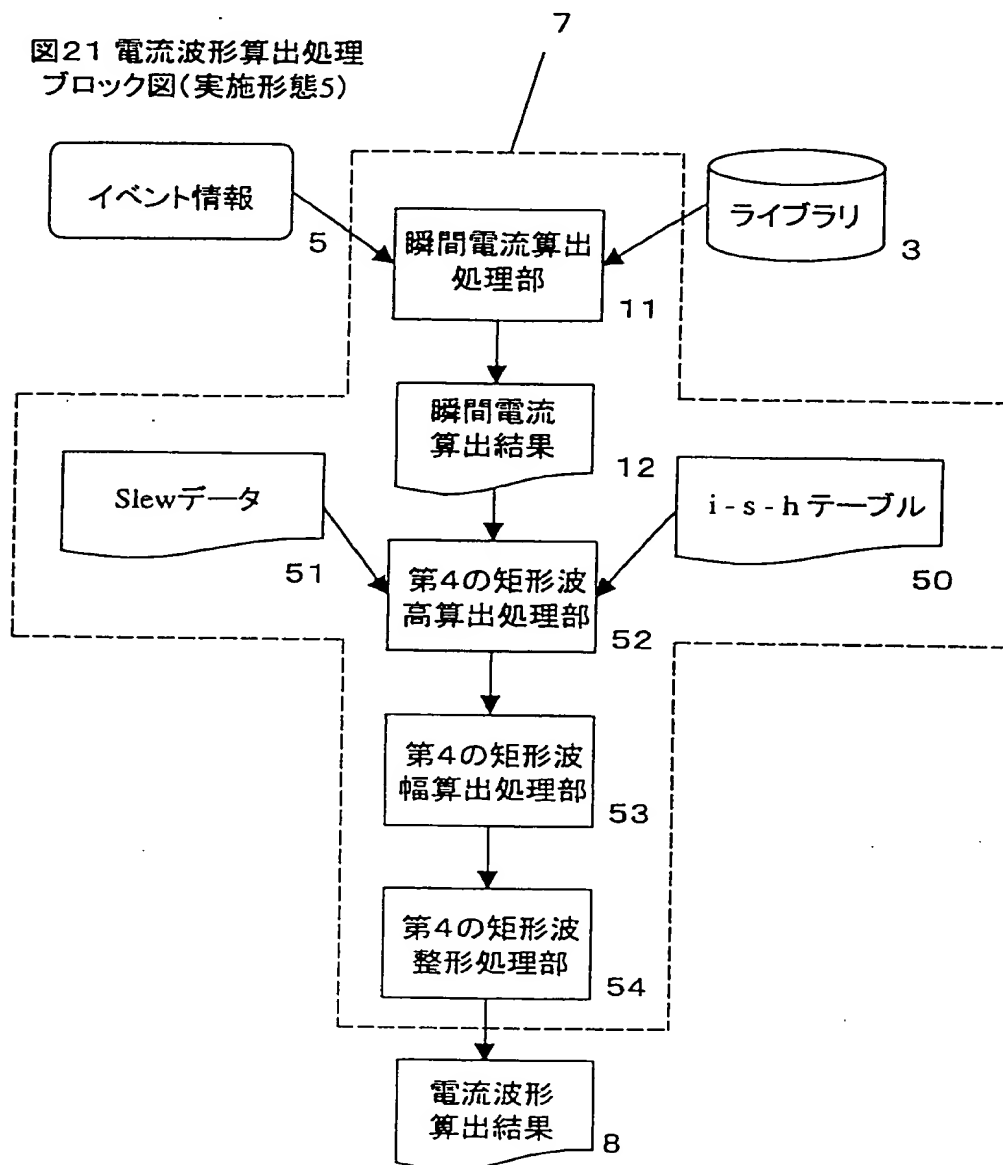 7
図21 電流波形算出処理
ブロック図(実施形態5)
イベント情報
5
瞬間電流算出
処理部
11
ライブラリ
3
瞬間電流
算出結果
12
Slewデータ
51
i - s - h テーブル
50
第4の矩形波
高算出処理部
52
第4の矩形波
幅算出処理部
53
第4の矩形波
整形処理部
54
電流波形
算出結果
8